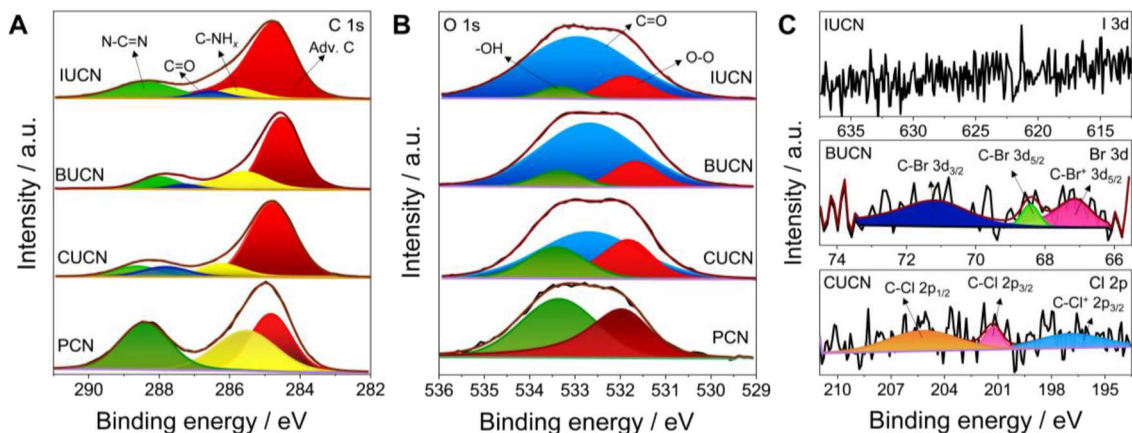 A
C 1s
N-C=N
C-NHₓ
C=O
Adv. C
IUCN
BUCN
CUCN
PCN
Intensity / a.u.
290 288 286 284 282
Binding energy / eV
B
O 1s
C=O
-OH
O-O
IUCN
BUCN
CUCN
PCN
Intensity / a.u.
536 535 534 533 532 531 530 529
Binding energy / eV
C
IUCN
I 3d
635 630 625 620 615
BUCN
Br 3d
C-Br 3d₃/₂
C-Br 3d₅/₂
C-Br⁺ 3d₅/₂
74 72 70 68 66
CUCN
Cl 2p
C-Cl 2p₁/₂
C-Cl 2p₃/₂
C-Cl⁺ 2p₃/₂
210 207 204 201 198 195
Intensity / a.u.
Binding energy / eV